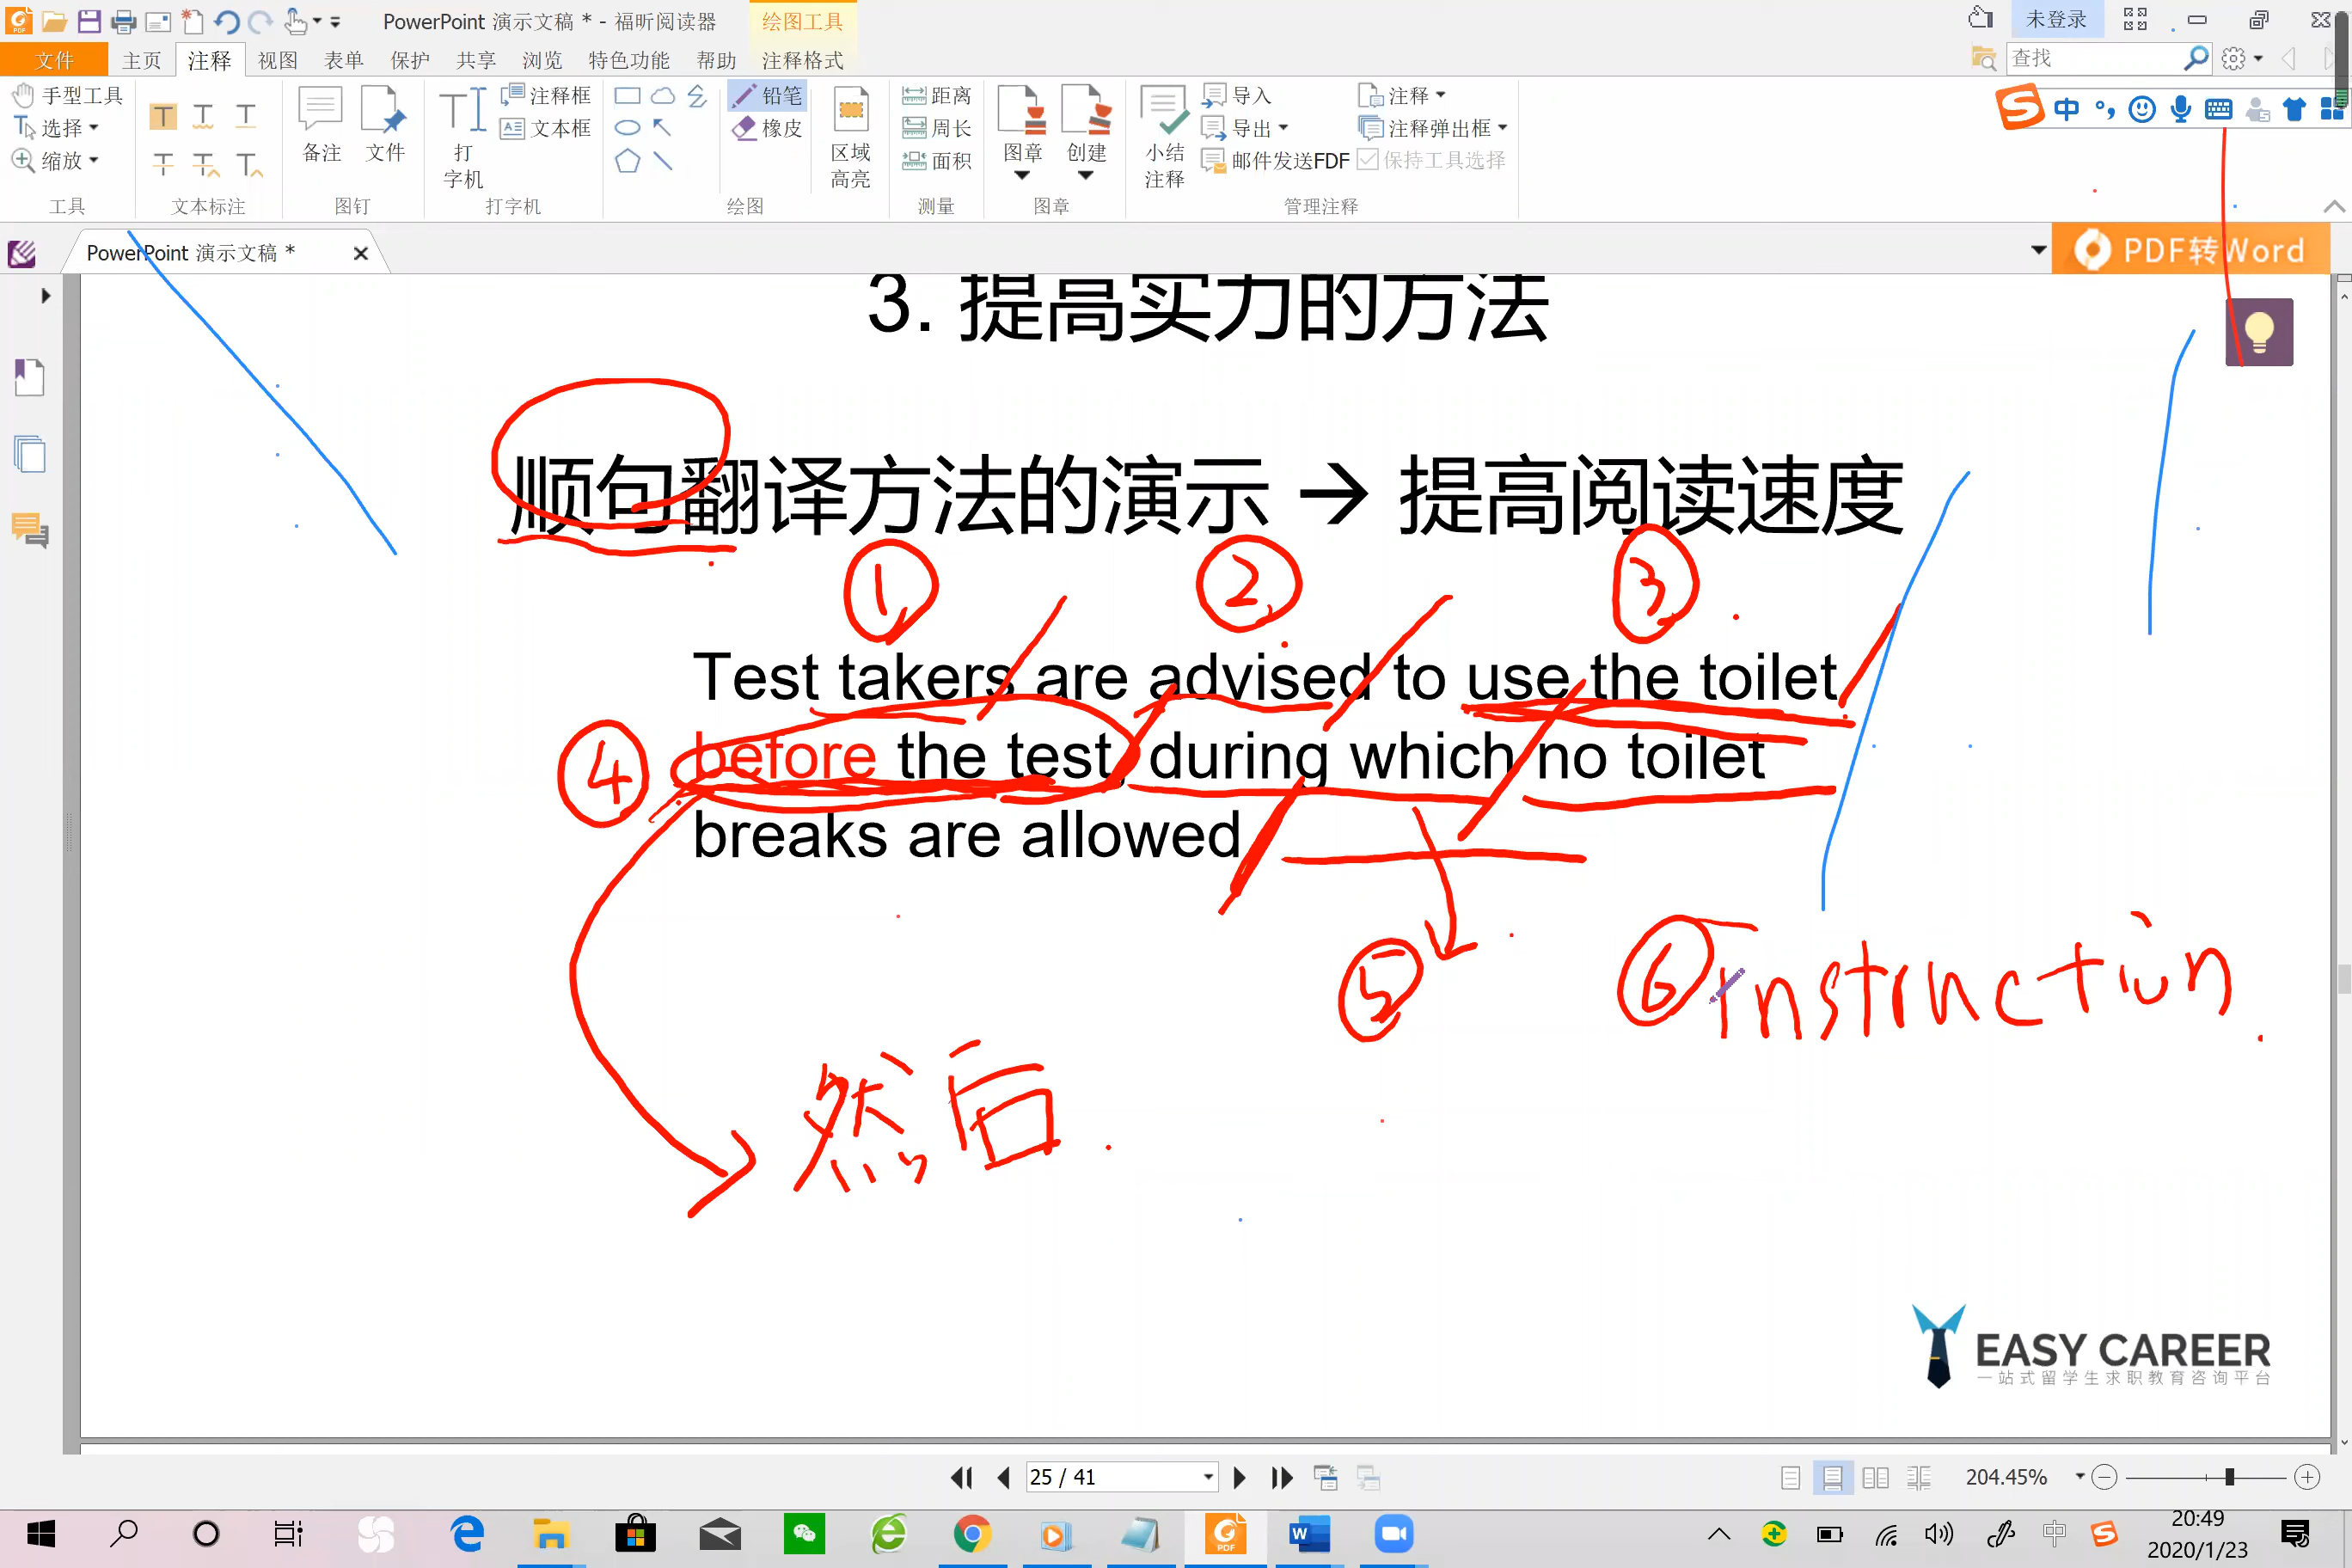 PowerPoint 演示文稿 * - 福昕阅读器
绘图工具
未登录
文件 主页 注释 视图 表单 保护 共享 浏览 特色功能 帮助 注释格式
查找
手型工具
选择
缩放
工具
文本标注
备注
文件
图钉
打
字机
注释框
文本框
打字机
铅笔
橡皮
绘图
区域
高亮
距离
周长
面积
测量
图章
创建
图章
小结
注释
导入
导出
邮件发送FDF
注释
注释弹出框
保持工具选择
管理注释
中
PowerPoint 演示文稿 *
PDF转Word
3. 提高实力的方法
顺句翻译方法的演示 → 提高阅读速度
① ② ③
Test takers are advised to use the toilet
④ before the test, during which no toilet
breaks are allowed
⑤ ⑥ instruction
然后
EASY CAREER
一站式留学生求职教育咨询平台
25 / 41
204.45%
中
20:49
2020/1/23